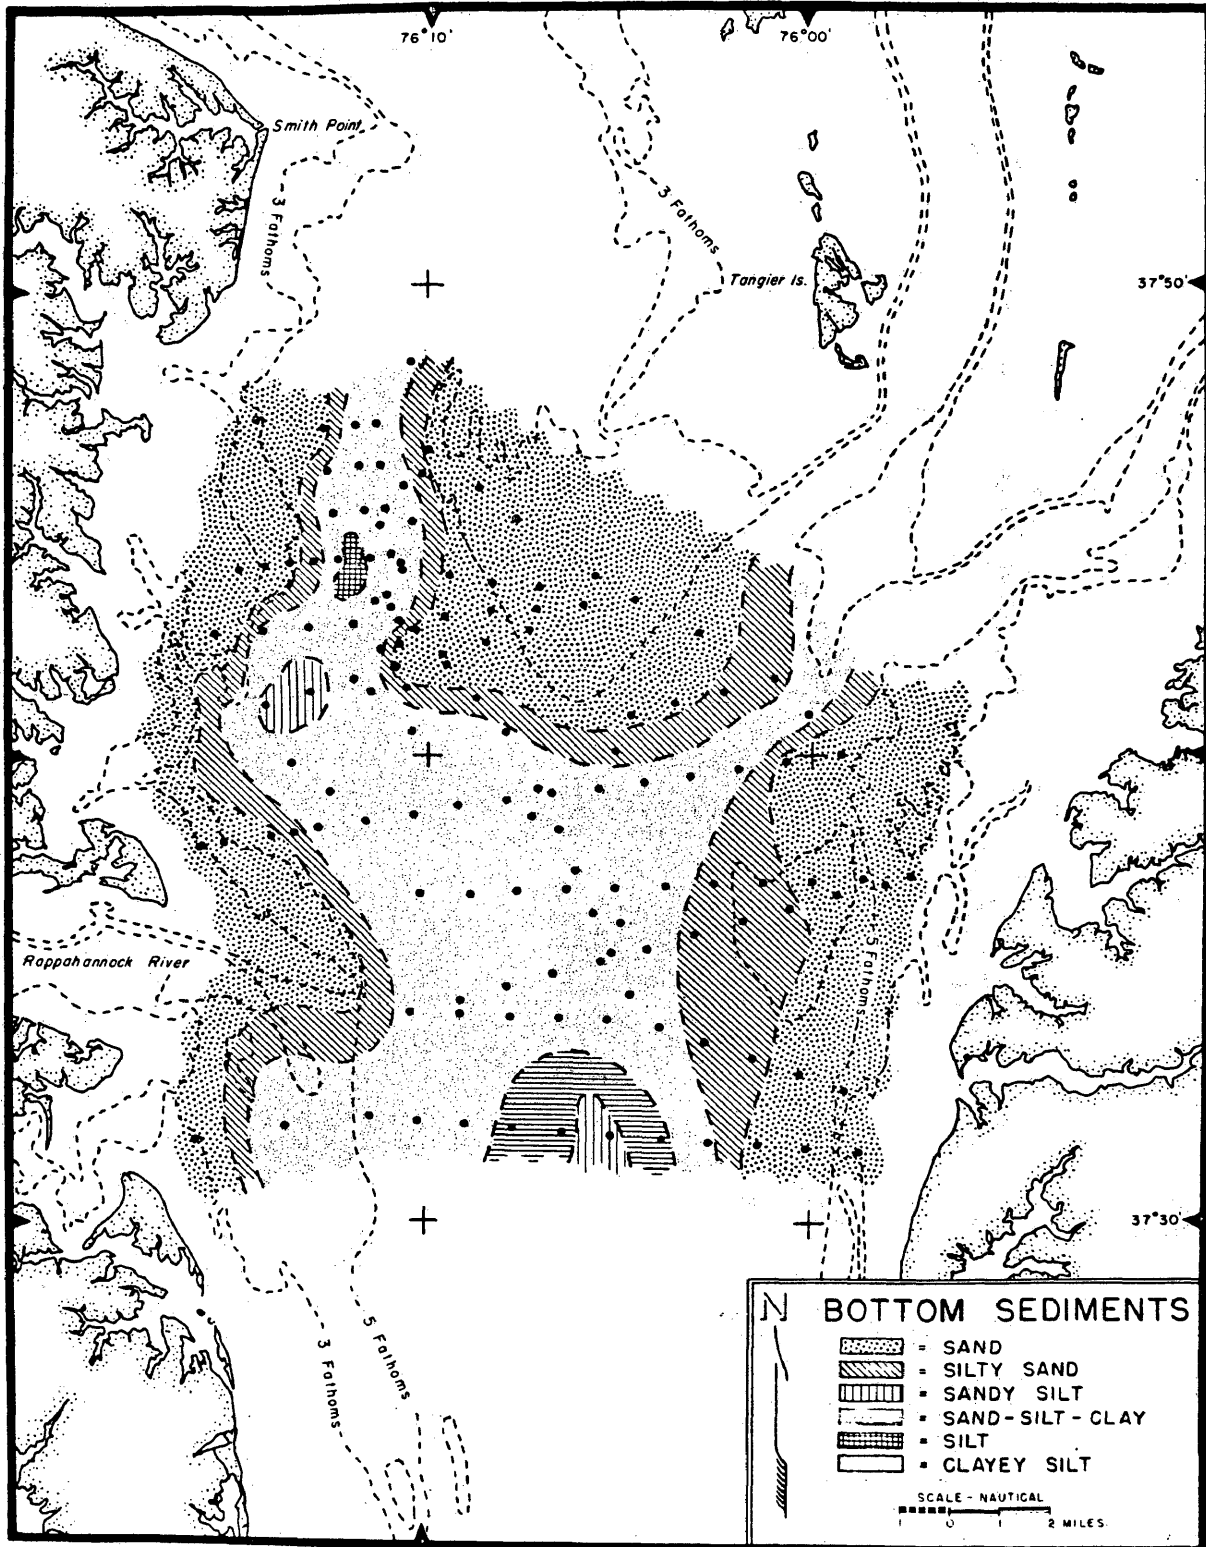 76°10'
76°00'
Smith Point
3 Fathoms
3 Fathoms
Tangier Is.
37°50'
Rappahannock River
5 Fathoms
37°30'
5 Fathoms
3 Fathoms
N
BOTTOM SEDIMENTS
= SAND
= SILTY SAND
= SANDY SILT
= SAND-SILT-CLAY
= SILT
= CLAYEY SILT
SCALE - NAUTICAL
1 0 1 2 MILES